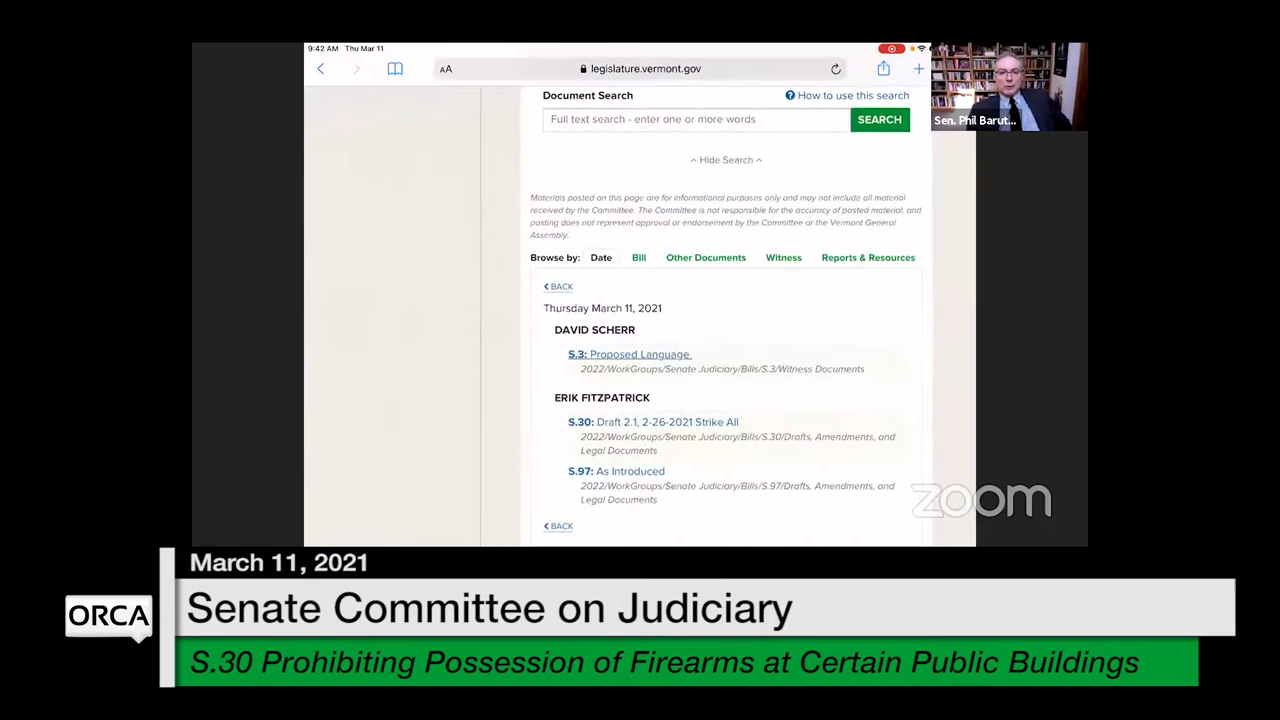 9:42 AM Thu Mar 11
AA legislature.vermont.gov
Document Search How to use this search
Full text search - enter one or more words SEARCH
Sen. Phil Barut...
Hide Search
Materials posted on this page are for informational purposes only and may not include all material
received by the Committee. The Committee is not responsible for the accuracy of posted material, and
posting does not represent approval or endorsement by the Committee or the Vermont General
Assembly.
Browse by: Date Bill Other Documents Witness Reports & Resources
BACK
Thursday March 11, 2021
DAVID SCHERR
S.3: Proposed Language
2022/WorkGroups/Senate Judiciary/Bills/S.3/Witness Documents
ERIK FITZPATRICK
S.30: Draft 2.1, 2-26-2021 Strike All
2022/WorkGroups/Senate Judiciary/Bills/S.30/Drafts, Amendments, and
Legal Documents
S.97: As Introduced
2022/WorkGroups/Senate Judiciary/Bills/S.97/Drafts, Amendments, and
Legal Documents
zoom
BACK
March 11, 2021
ORCA
Senate Committee on Judiciary
S.30 Prohibiting Possession of Firearms at Certain Public Buildings